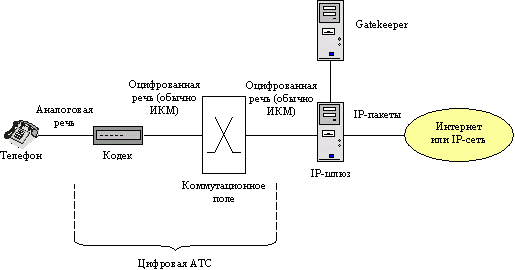 Gatekeeper
Оцифрованная
речь (обычно
ИКМ)
Оцифрованная
речь (обычно
ИКМ)
Аналоговая
речь
IP-пакеты
Интернет
или IP-сеть
Телефон
Кодек
IP-шлюз
Коммутационное
поле
Цифровая АТС